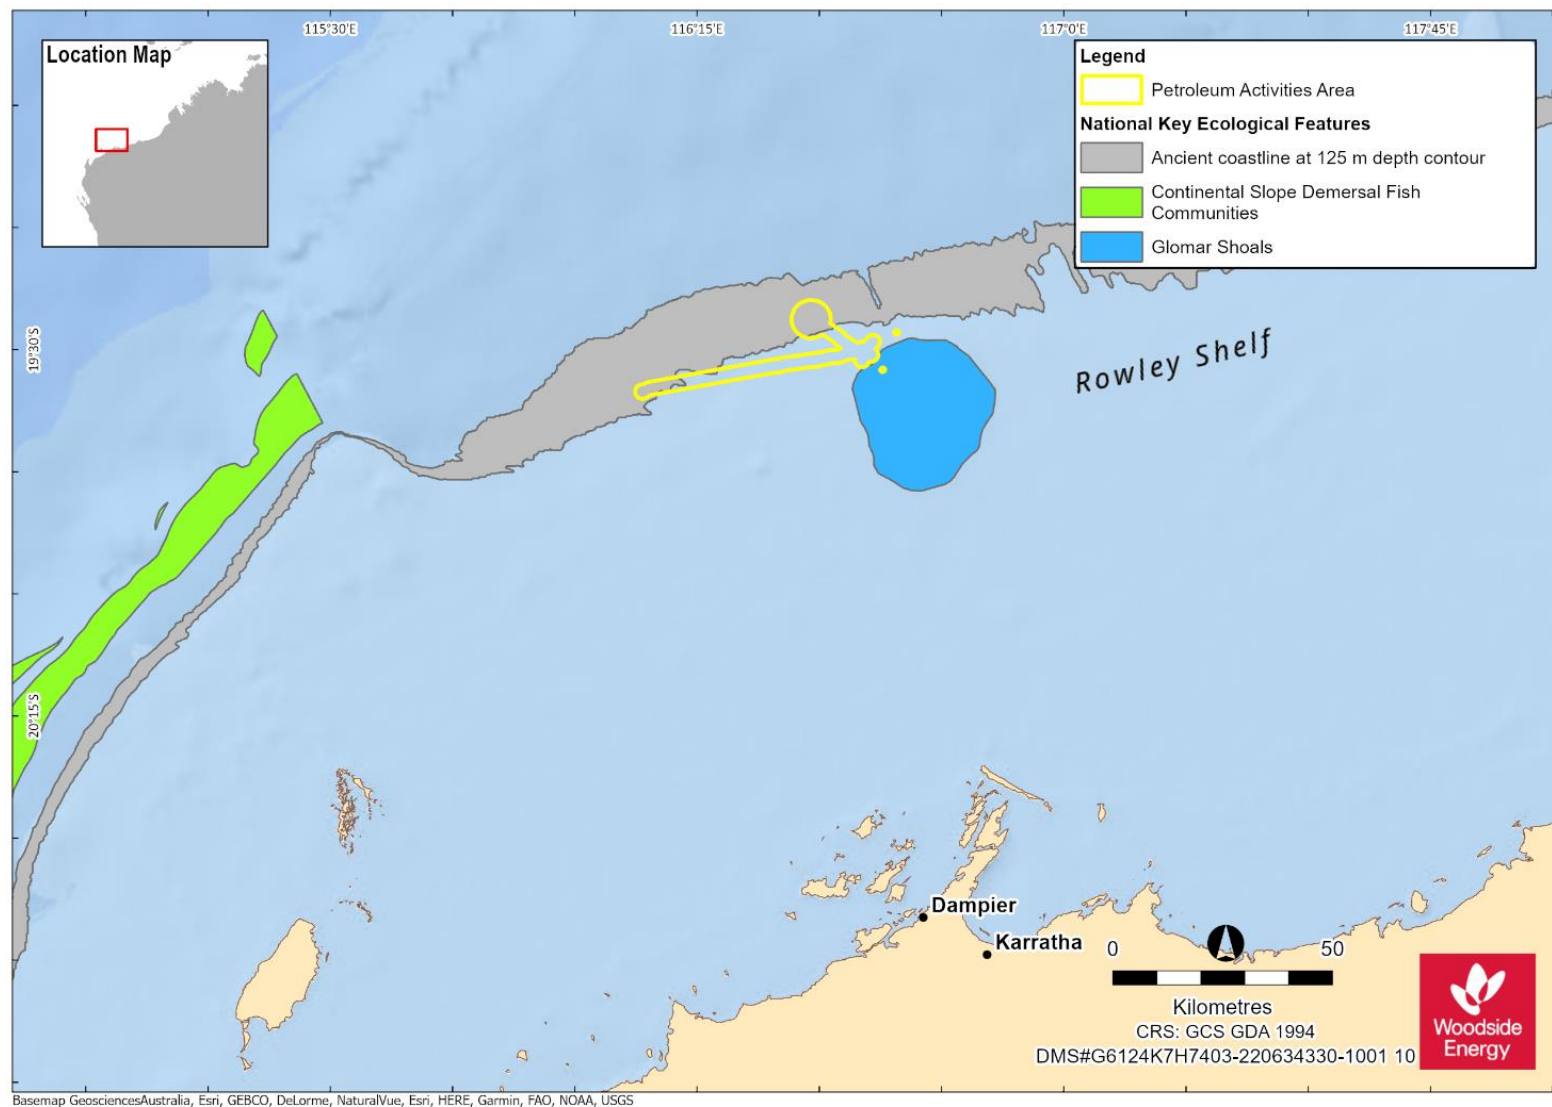 115°30'E
116°15'E
117°0'E
117°45'E
Location Map
Legend
Petroleum Activities Area
National Key Ecological Features
Ancient coastline at 125 m depth contour
Continental Slope Demersal Fish
Communities
Glomar Shoals
19°30'S
Rowley Shelf
20°15'S
Dampier
Karratha
0
50
Kilometres
CRS: GCS GDA 1994
DMS#G6124K7H7403-220634330-1001 10
Woodside
Energy
Basemap GeosciencesAustralia, Esri, GEBCO, DeLorme, NaturalVue, Esri, HERE, Garmin, FAO, NOAA, USGS